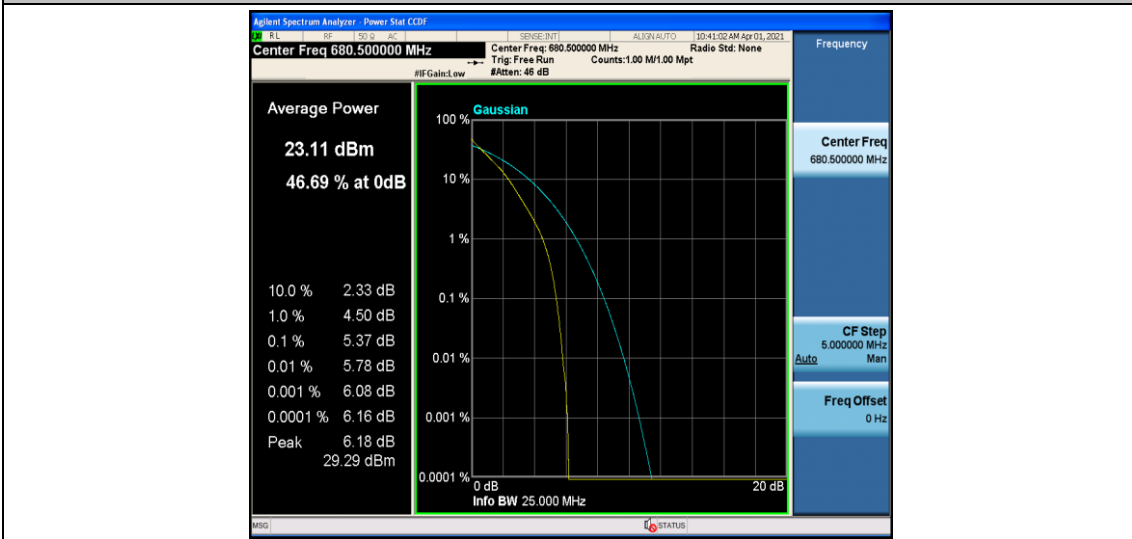 Agilent Spectrum Analyzer - Power Stat CCDF
LXI RL RF 50 Ω AC SENSE:INT ALIGN AUTO 10:41:02 AM Apr 01, 2021
Center Freq 680.500000 MHz
Center Freq: 680.500000 MHz Radio Std: None
Trig: Free Run Counts:1.00 M/1.00 Mpt
#IFGain:Low #Atten: 46 dB
Frequency
Average Power
23.11 dBm
46.69 % at 0dB
10.0 % 2.33 dB
1.0 % 4.50 dB
0.1 % 5.37 dB
0.01 % 5.78 dB
0.001 % 6.08 dB
0.0001 % 6.16 dB
Peak 6.18 dB
29.29 dBm
Gaussian
100 %
10 %
1 %
0.1 %
0.01 %
0.001 %
0.0001 %
0 dB 20 dB
Info BW 25.000 MHz
Center Freq
680.500000 MHz
CF Step
5.000000 MHz
Auto Man
Freq Offset
0 Hz
MSG STATUS